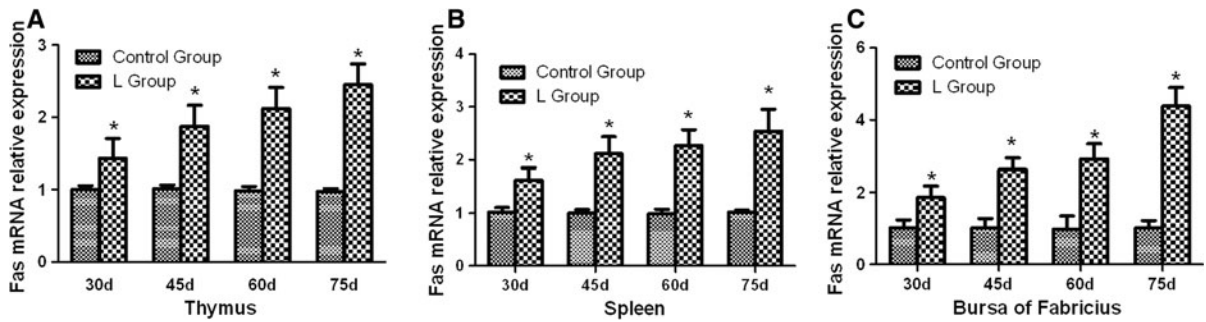 A
Fas mRNA relative expression
3
2
1
0
Control Group
L Group
*
*
*
*
30d
45d
60d
75d
Thymus
B
Fas mRNA relative expression
4
3
2
1
0
Control Group
L Group
*
*
*
*
30d
45d
60d
75d
Spleen
C
Fas mRNA relative expression
6
4
2
0
Control Group
L Group
*
*
*
*
30d
45d
60d
75d
Bursa of Fabricius